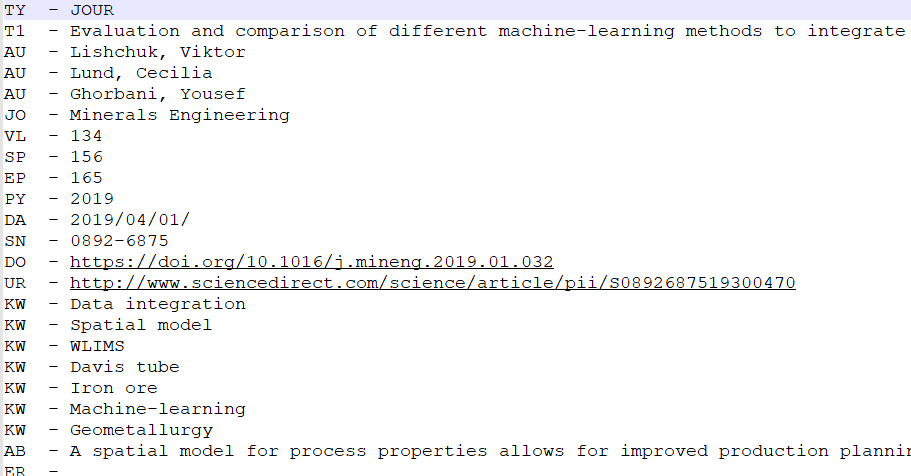 TY  - JOUR
T1  - Evaluation and comparison of different machine-learning methods to integrate
AU  - Lishchuk, Viktor
AU  - Lund, Cecilia
AU  - Ghorbani, Yousef
JO  - Minerals Engineering
VL  - 134
SP  - 156
EP  - 165
PY  - 2019
DA  - 2019/04/01/
SN  - 0892-6875
DO  - https://doi.org/10.1016/j.mineng.2019.01.032
UR  - http://www.sciencedirect.com/science/article/pii/S0892687519300470
KW  - Data integration
KW  - Spatial model
KW  - WLIMS
KW  - Davis tube
KW  - Iron ore
KW  - Machine-learning
KW  - Geometallurgy
AB  - A spatial model for process properties allows for improved production
ER  -